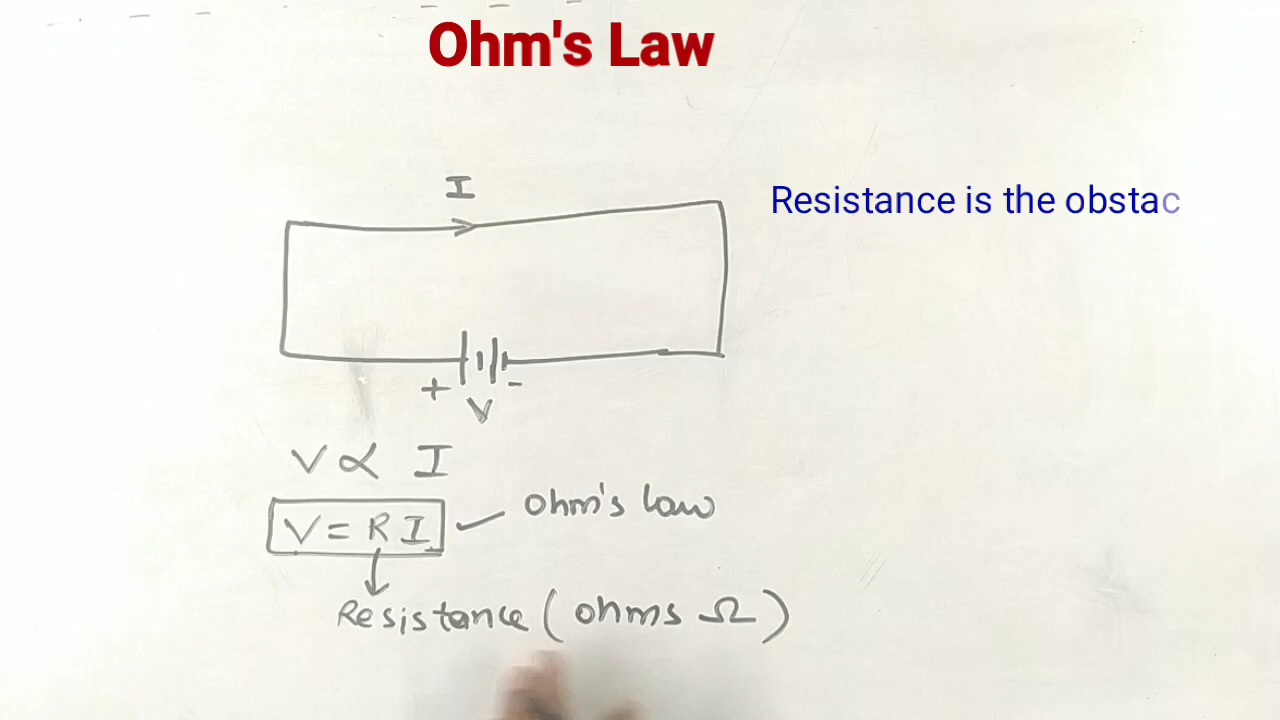 Ohm's Law
I
Resistance is the obstac
+ -
V
V ∝ I
V = R I
Ohm's law
Resistance ( ohms Ω )